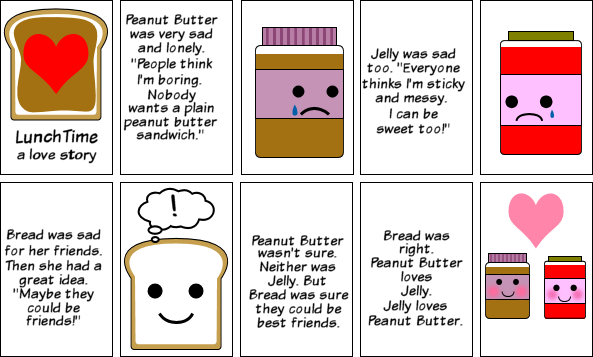 LunchTime
a love story
Peanut Butter
was very sad
and lonely.
"People think
I'm boring.
Nobody
wants a plain
peanut butter
sandwich."
Jelly was sad
too. "Everyone
thinks I'm sticky
and messy.
I can be
sweet too!"
Bread was sad
for her friends.
Then she had a
great idea.
"Maybe they
could be
friends!"
!
Peanut Butter
wasn't sure.
Neither was
Jelly. But
Bread was sure
they could be
best friends.
Bread was
right.
Peanut Butter
loves
Jelly.
Jelly loves
Peanut Butter.